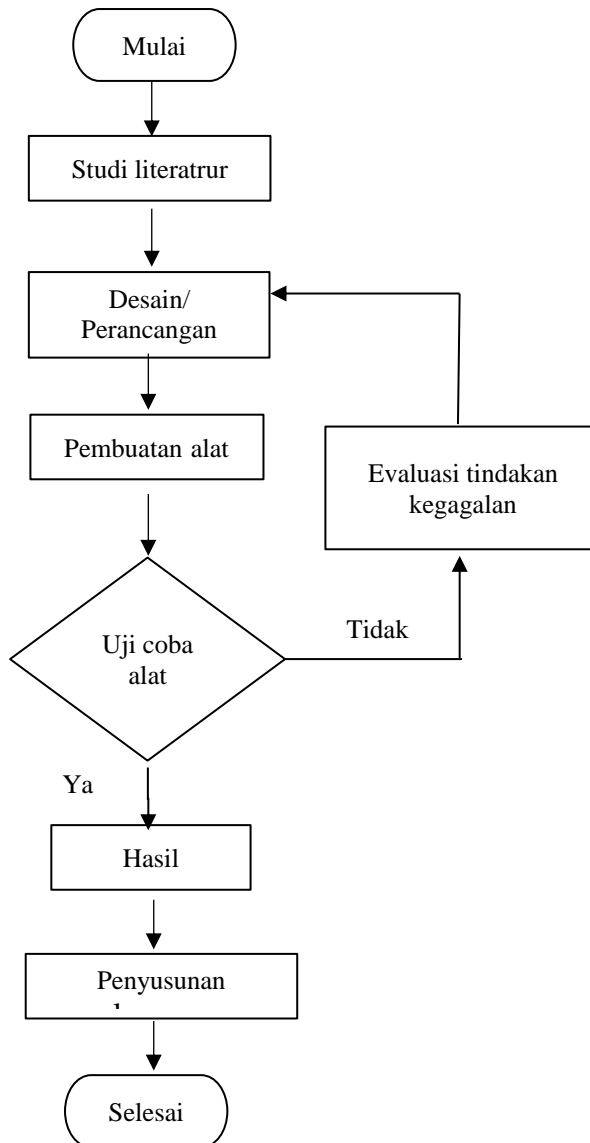 Mulai
Studi literatrur
Desain/
Perancangan
Pembuatan alat
Evaluasi tindakan
kegagalan
Uji coba
alat
Tidak
Ya
Hasil
Penyusunan
Selesai